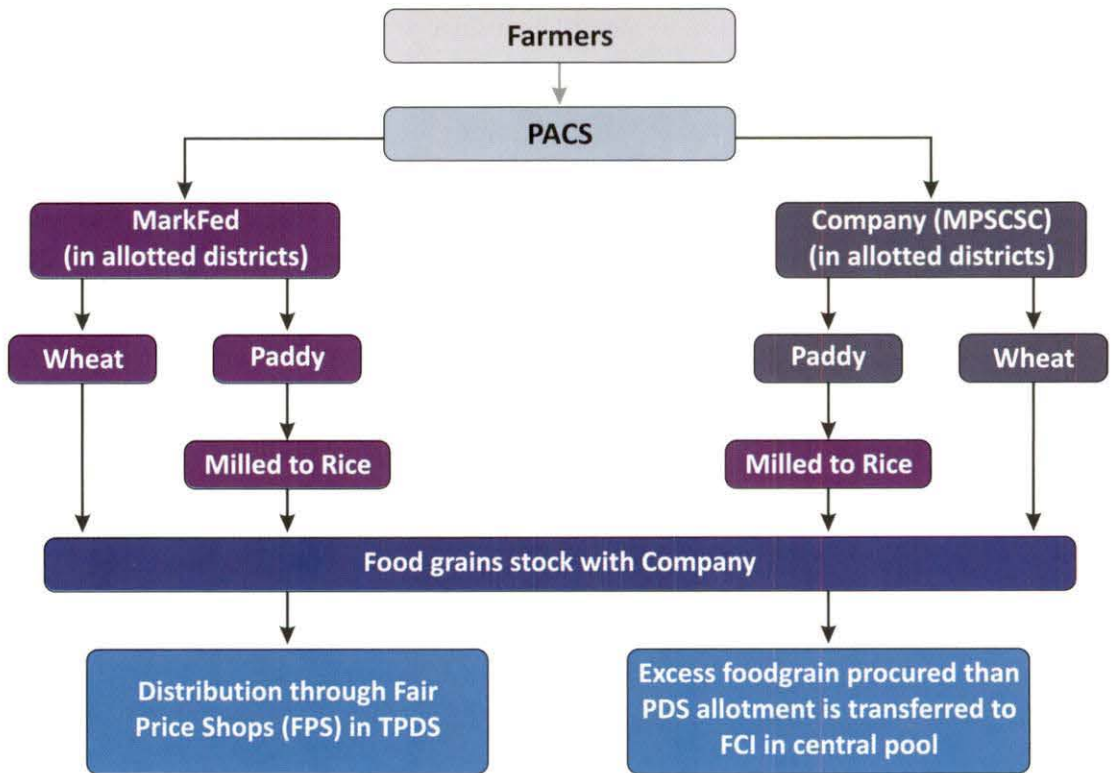 Farmers
PACS
MarkFed
(in allotted districts)
Company (MPSCSC)
(in allotted districts)
Wheat
Paddy
Paddy
Wheat
Milled to Rice
Milled to Rice
Food grains stock with Company
Distribution through Fair
Price Shops (FPS) in TPDS
Excess foodgrain procured than
PDS allotment is transferred to
FCI in central pool